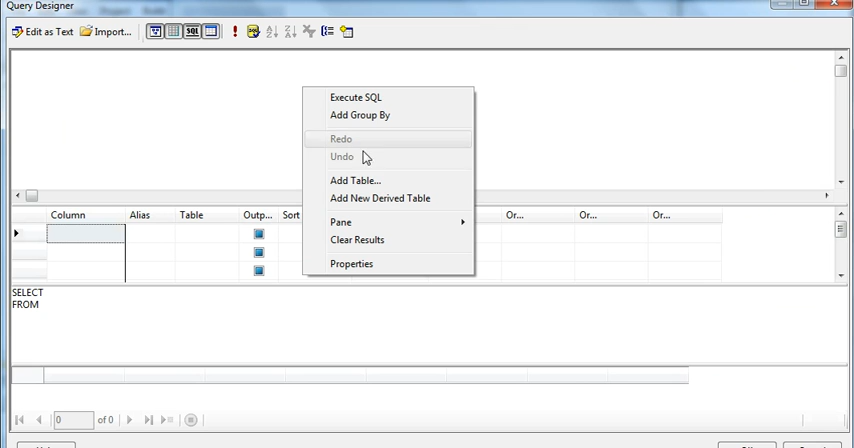 Query Designer
Edit as Text Import... SQL
Execute SQL
Add Group By
Redo
Undo
Add Table...
Add New Derived Table
Pane
Clear Results
Properties
Column Alias Table Outp... Sort Or... Or... Or...
SELECT
FROM
0 of 0